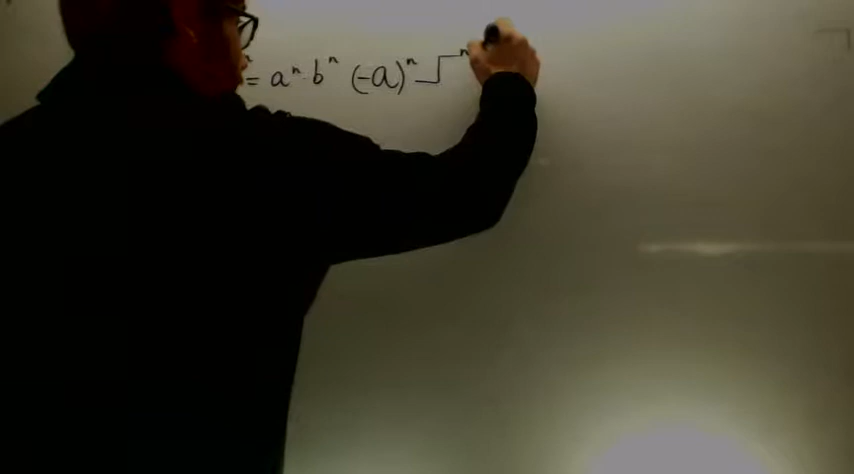 ⁿ = aⁿ bⁿ (-a)ⁿ n